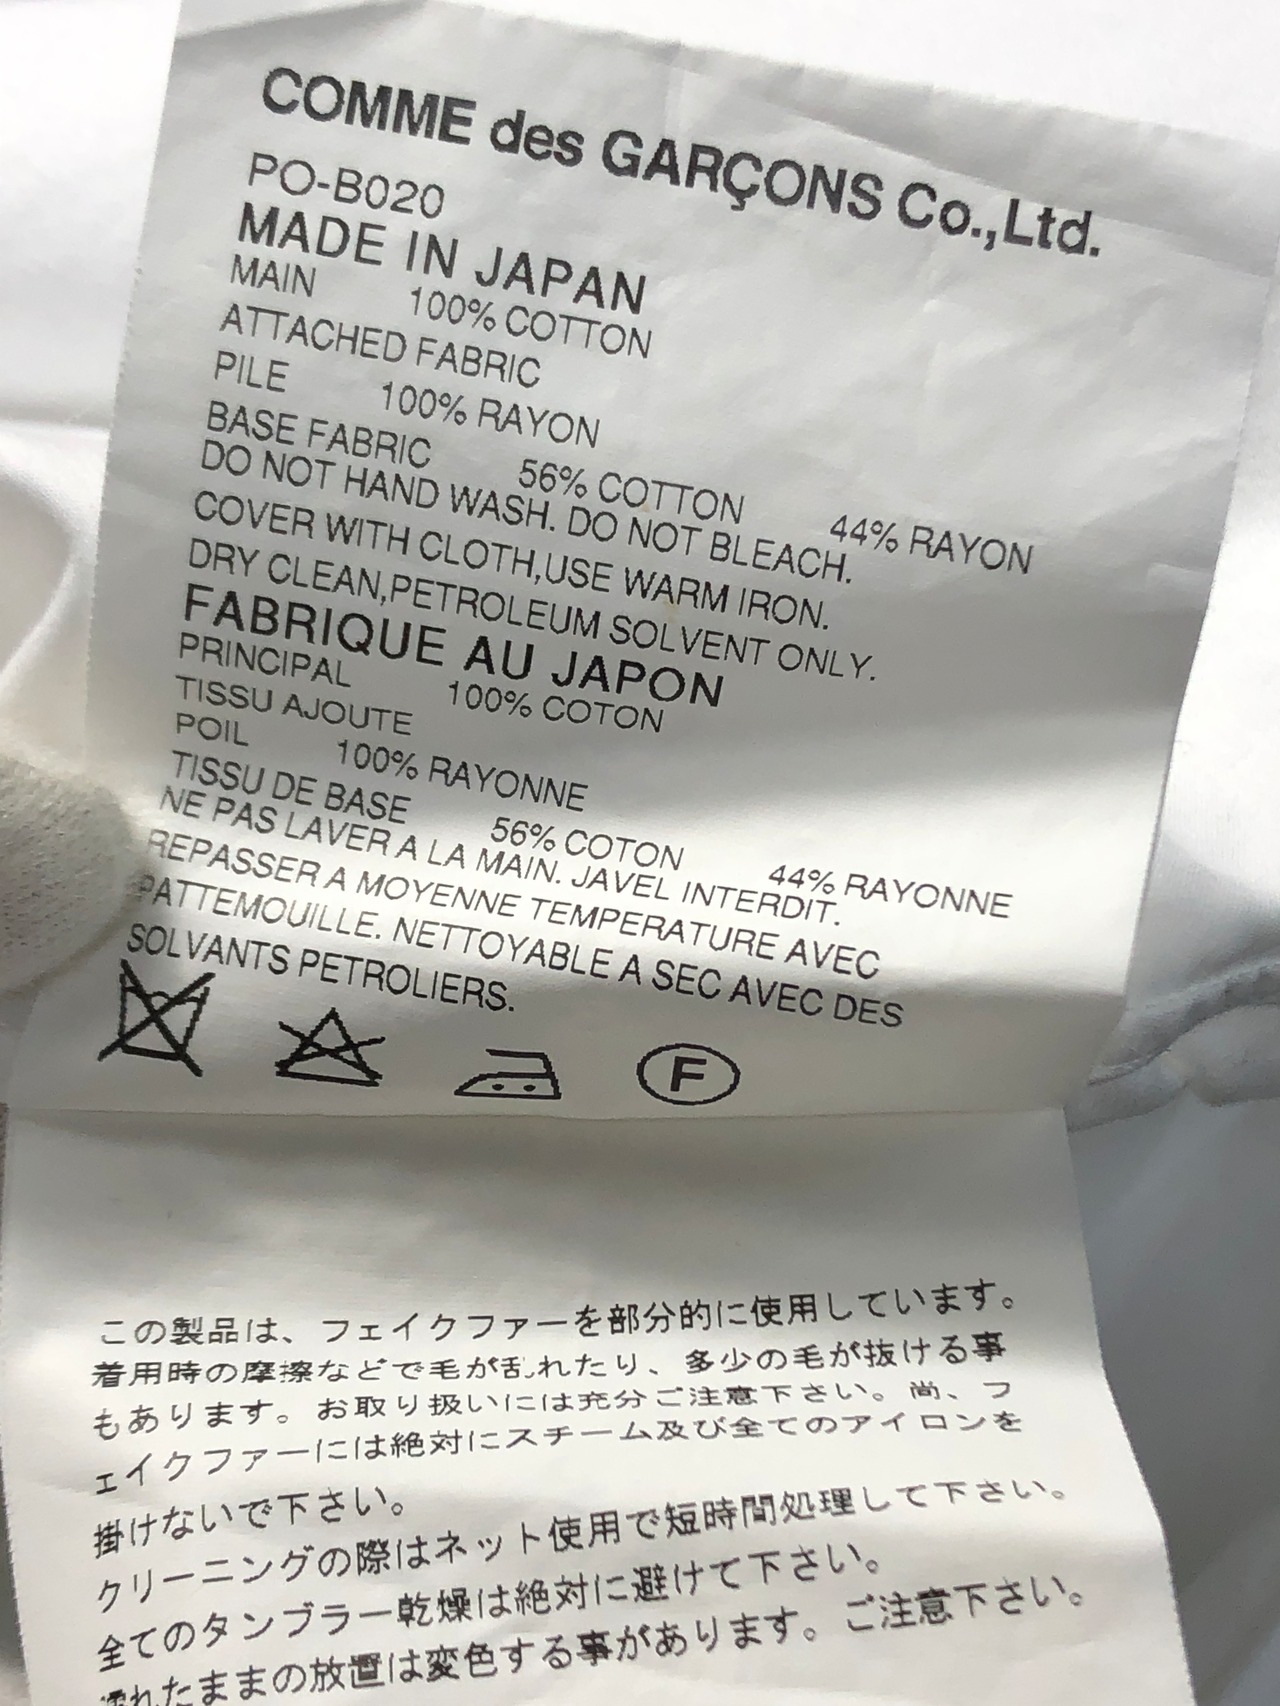 COMME des GARÇONS Co.,Ltd.
PO-B020
MADE IN JAPAN
MAIN 100% COTTON
ATTACHED FABRIC
PILE 100% RAYON
BASE FABRIC 56% COTTON 44% RAYON
DO NOT HAND WASH. DO NOT BLEACH.
COVER WITH CLOTH,USE WARM IRON.
DRY CLEAN,PETROLEUM SOLVENT ONLY.
FABRIQUE AU JAPON
PRINCIPAL 100% COTON
TISSU AJOUTE
POIL 100% RAYONNE
TISSU DE BASE 56% COTON 44% RAYONNE
NE PAS LAVER A LA MAIN. JAVEL INTERDIT.
REPASSER A MOYENNE TEMPERATURE AVEC
PATTEMOUILLE. NETTOYABLE A SEC AVEC DES
SOLVANTS PETROLIERS.
F
この製品は、フェイクファーを部分的に使用しています。
着用時の摩擦などで毛が乱れたり、多少の毛が抜ける事
もあります。お取り扱いには充分ご注意下さい。尚、フ
ェイクファーには絶対にスチーム及び全てのアイロンを
掛けないで下さい。
クリーニングの際はネット使用で短時間処理して下さい。
全てのタンブラー乾燥は絶対に避けて下さい。
濡れたままの放置は変色する事があります。ご注意下さい。